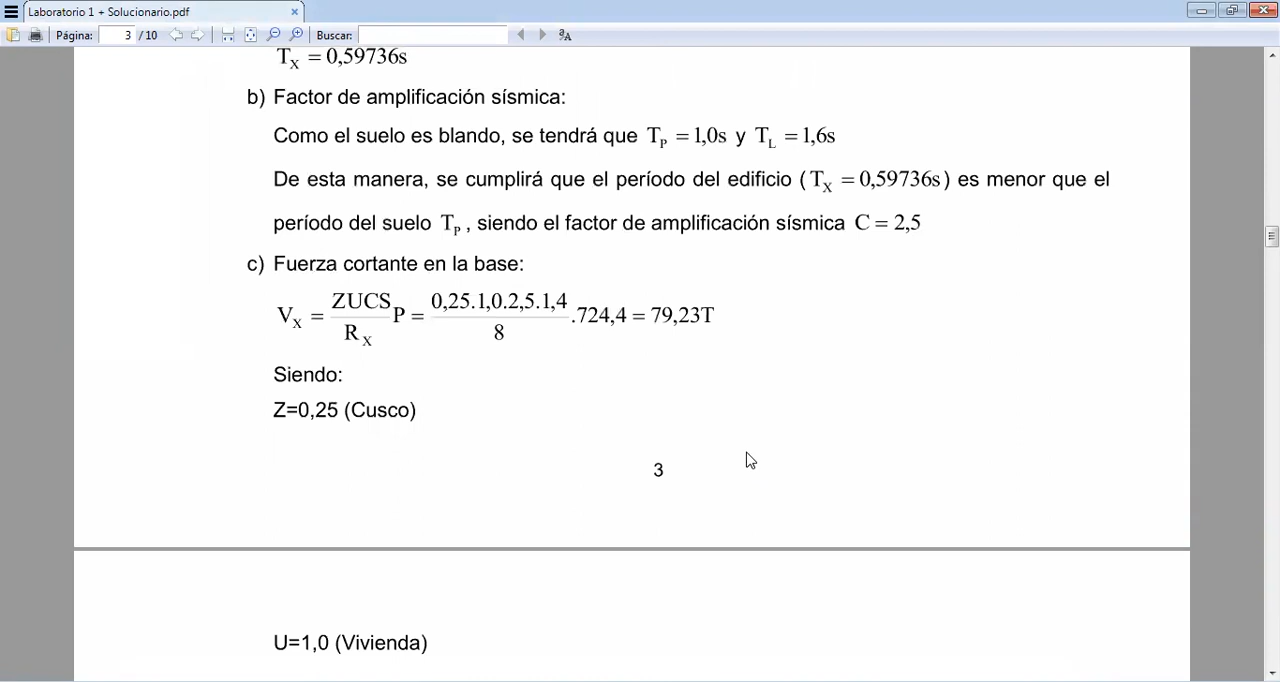 Laboratorio 1 + Solucionario.pdf
Página: 3 / 10 Buscar:
T_X = 0,59736s
b) Factor de amplificación sísmica:
Como el suelo es blando, se tendrá que T_P = 1,0s y T_L = 1,6s
De esta manera, se cumplirá que el período del edificio ( T_X = 0,59736s ) es menor que el
período del suelo T_P , siendo el factor de amplificación sísmica C = 2,5
c) Fuerza cortante en la base:
V_X = ZUCS/R_X P = 0,25.1,0.2,5.1,4/8 .724,4 = 79,23T
Siendo:
Z=0,25 (Cusco)
3
U=1,0 (Vivienda)